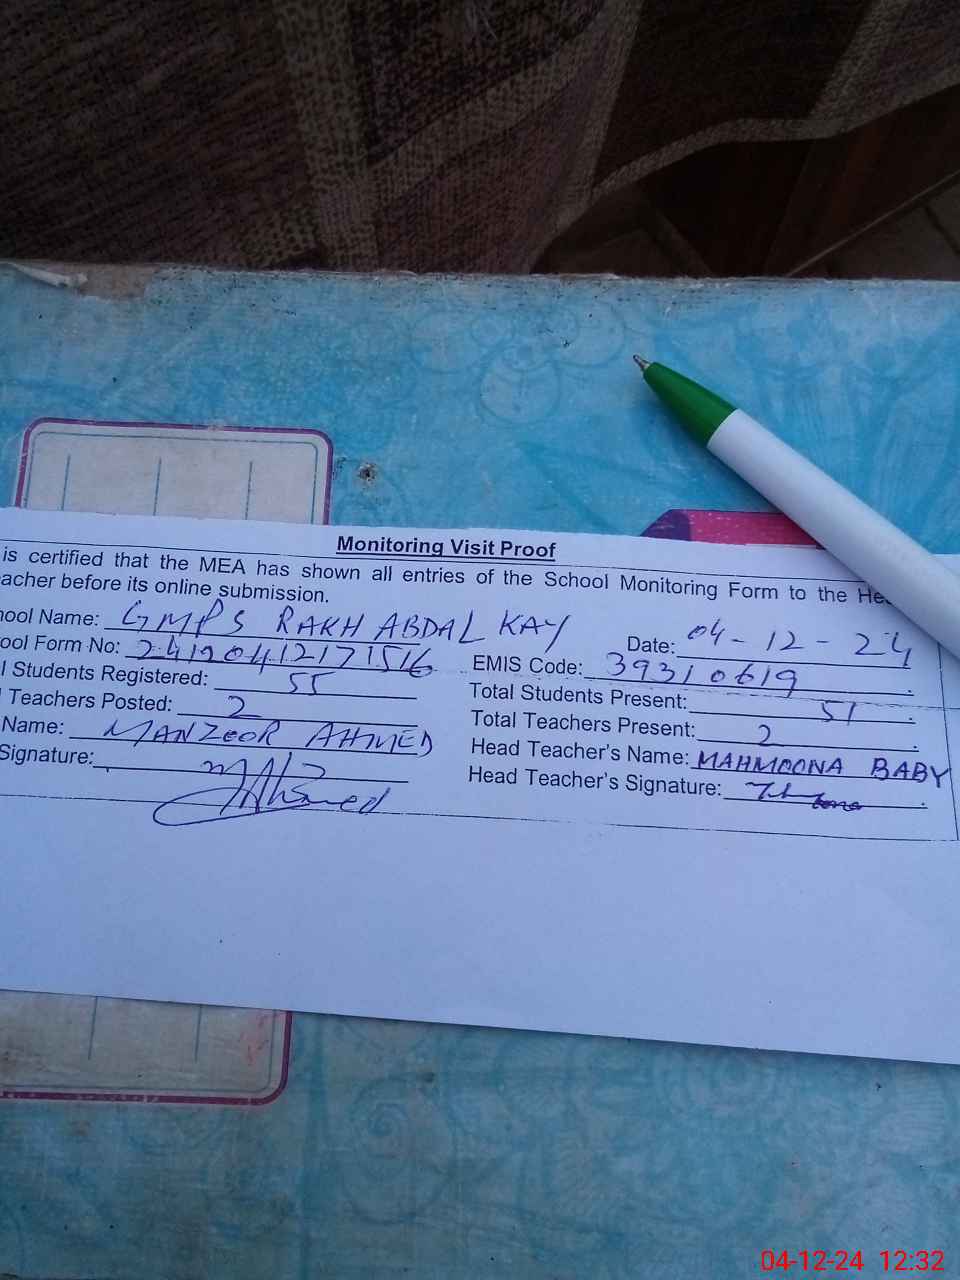 Monitoring Visit Proof
is certified that the MEA has shown all entries of the School Monitoring Form to the He
acher before its online submission.
hool Name: GMPS RAKH ABDAL KAY Date: 04-12-24
ool Form No: 24120412171516 EMIS Code: 39310619
l Students Registered: 55 Total Students Present: 51
Teachers Posted: 2 Total Teachers Present: 2
Name: MANZOOR AHMED Head Teacher's Name: MAHMOONA BABY
Signature: Head Teacher's Signature:
04-12-24 12:32